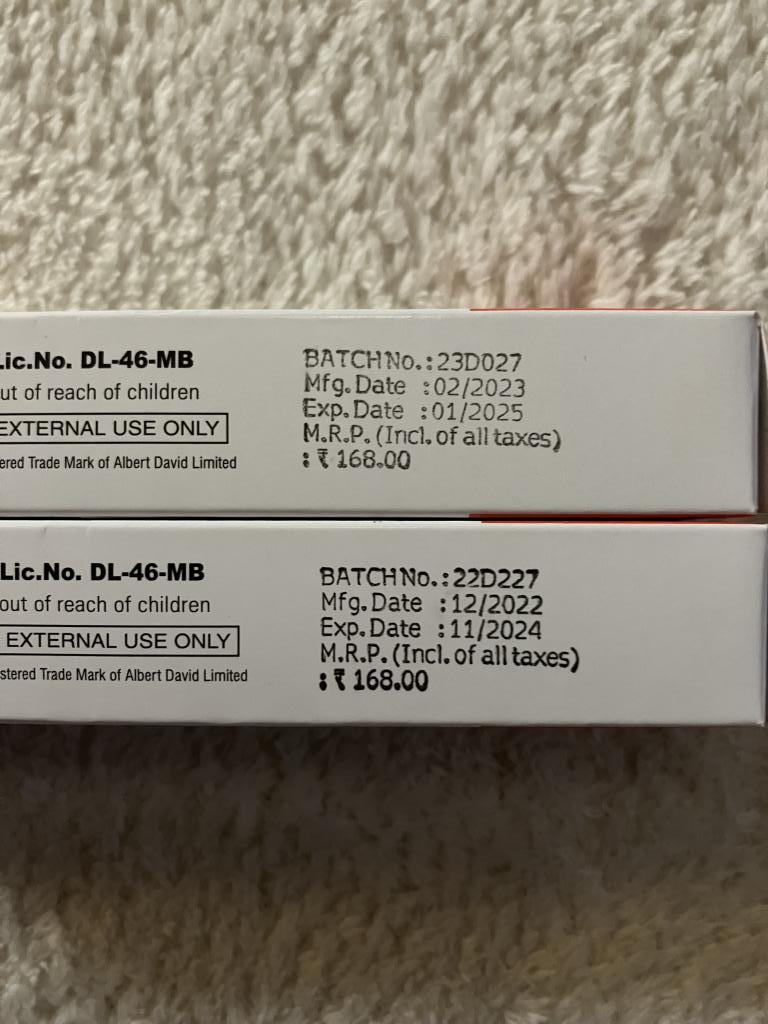 Lic.No. DL-46-MB
out of reach of children
EXTERNAL USE ONLY
ered Trade Mark of Albert David Limited
BATCH No.:23D027
Mfg. Date :02/2023
Exp. Date :01/2025
M.R.P. (Incl. of all taxes)
:₹ 168.00
Lic.No. DL-46-MB
out of reach of children
EXTERNAL USE ONLY
stered Trade Mark of Albert David Limited
BATCH No.:22D227
Mfg. Date :12/2022
Exp. Date :11/2024
M.R.P. (Incl. of all taxes)
:₹ 168.00